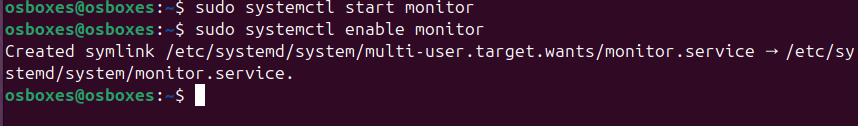 osboxes@osboxes:~$ sudo systemctl start monitor
osboxes@osboxes:~$ sudo systemctl enable monitor
Created symlink /etc/systemd/system/multi-user.target.wants/monitor.service → /etc/sy
stemd/system/monitor.service.
osboxes@osboxes:~$